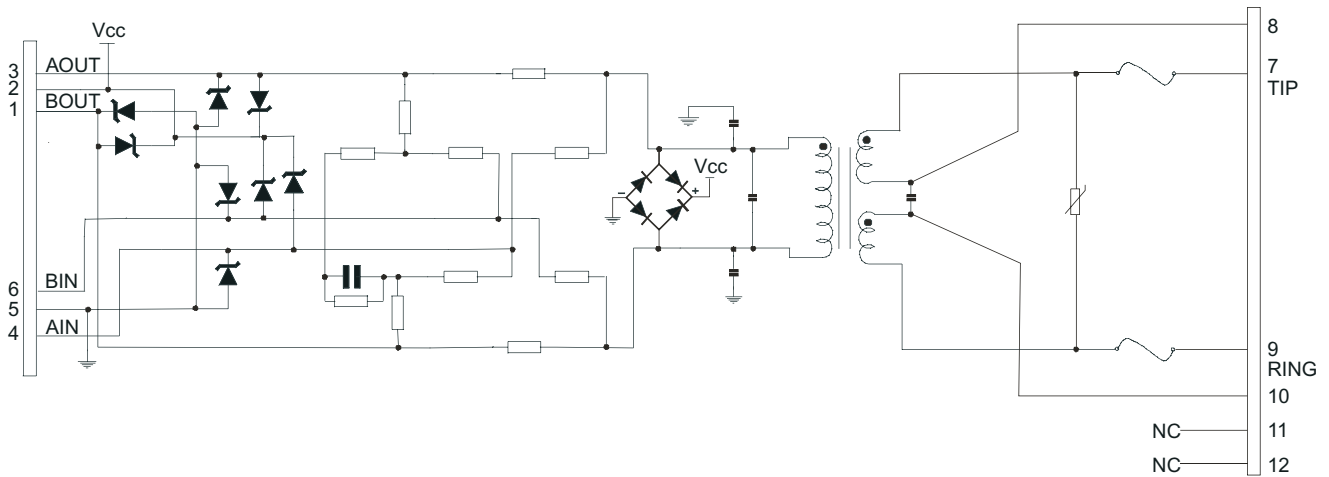 Vcc
3 AOUT
2
1 BOUT
6 BIN
5
4 AIN
Vcc
- +
8
7
TIP
9
RING
10
NC 11
NC 12